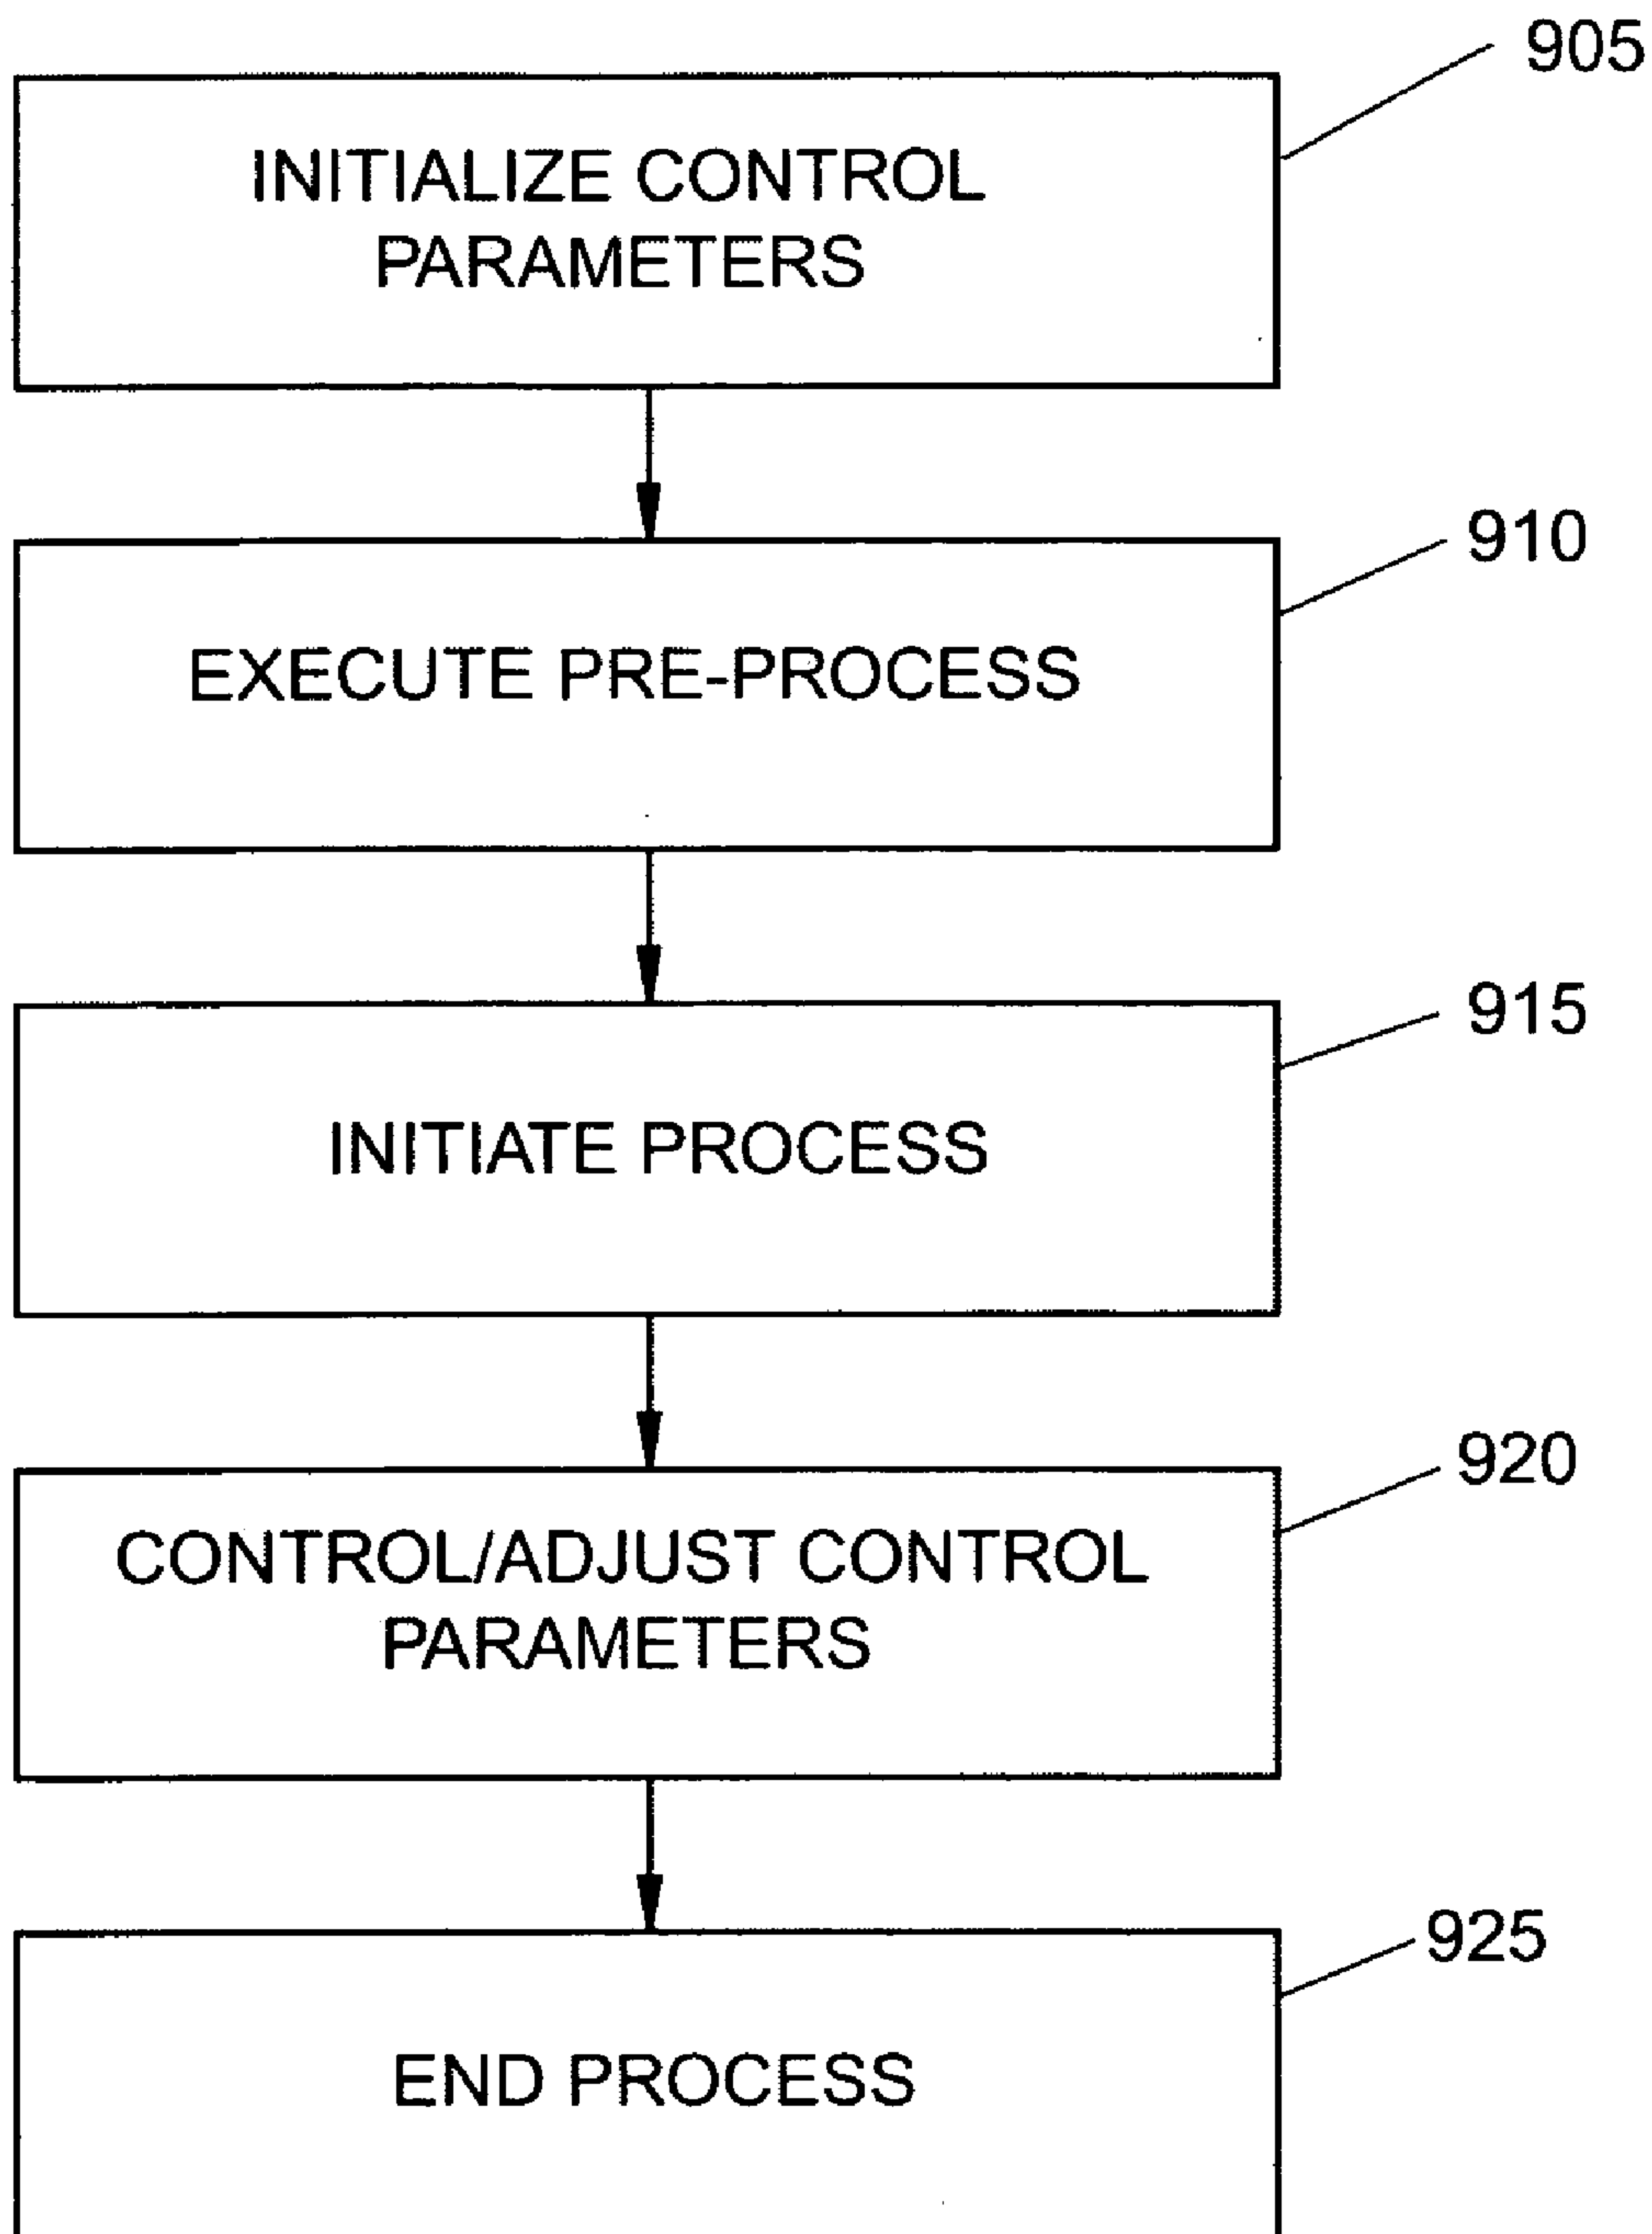 905
INITIALIZE CONTROL
PARAMETERS
910
EXECUTE PRE-PROCESS
915
INITIATE PROCESS
920
CONTROL/ADJUST CONTROL
PARAMETERS
925
END PROCESS